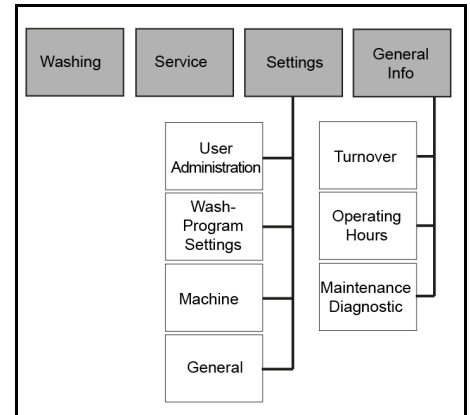 Washing
Service
Settings
General
Info
User
Administration
Wash-
Program
Settings
Machine
General
Turnover
Operating
Hours
Maintenance
Diagnostic